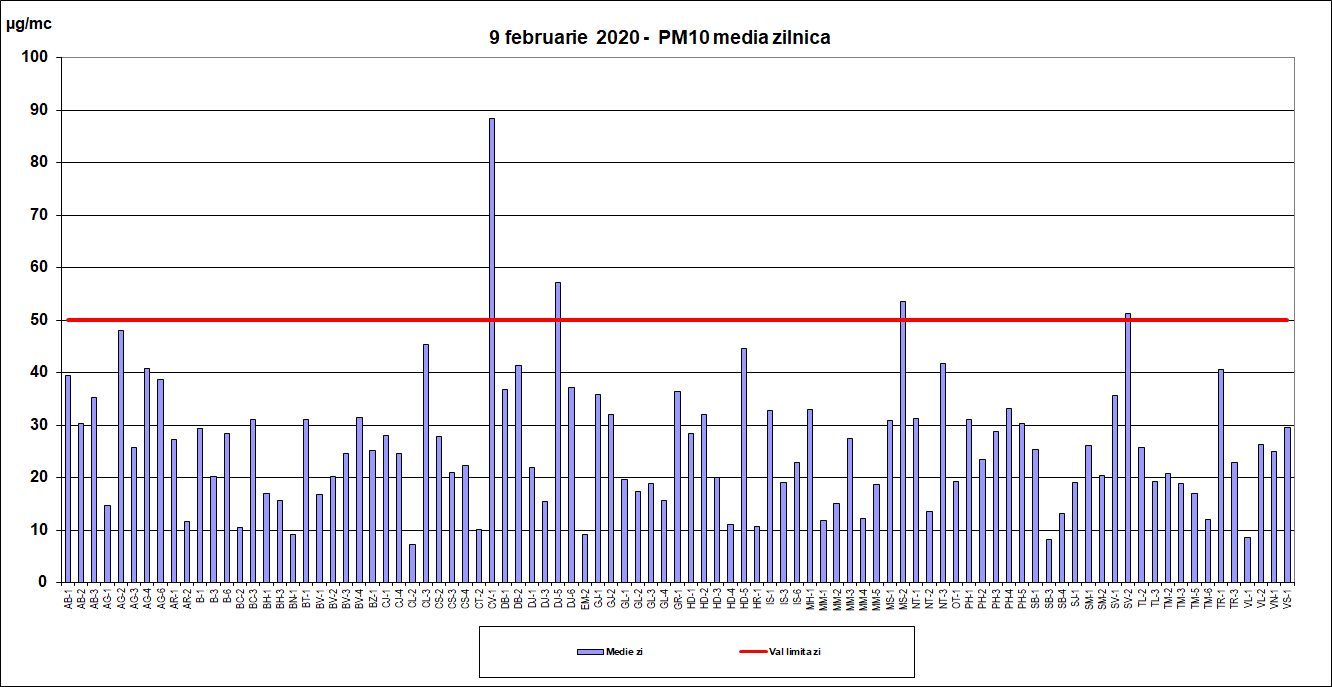 µg/mc
9 februarie 2020 - PM10 media zilnica
100
90
80
70
60
50
40
30
20
10
0
AB-1
AB-2
AB-3
AG-1
AG-2
AG-3
AG-4
AG-6
AR-1
AR-2
B-1
B-3
B-6
BC-2
BC-3
BH-1
BH-3
BN-1
BT-1
BV-1
BV-2
BV-3
BV-4
BZ-1
CJ-1
CJ-4
CL-2
CL-3
CS-2
CS-3
CS-4
CT-2
CV-1
DB-1
DB-2
DJ-1
DJ-3
DJ-5
DJ-6
EM-2
GJ-1
GJ-2
GL-1
GL-2
GL-3
GL-4
GR-1
HD-1
HD-2
HD-3
HD-4
HD-5
HR-1
IS-1
IS-3
IS-6
MH-1
MM-1
MM-2
MM-3
MM-4
MM-5
MS-1
MS-2
NT-1
NT-2
NT-3
OT-1
PH-1
PH-2
PH-3
PH-4
PH-5
SB-1
SB-3
SB-4
SJ-1
SM-1
SM-2
SV-1
SV-2
TL-2
TL-3
TM-2
TM-3
TM-5
TM-6
TR-1
TR-3
VL-1
VL-2
VN-1
VS-1
Medie zi
Val limita zi